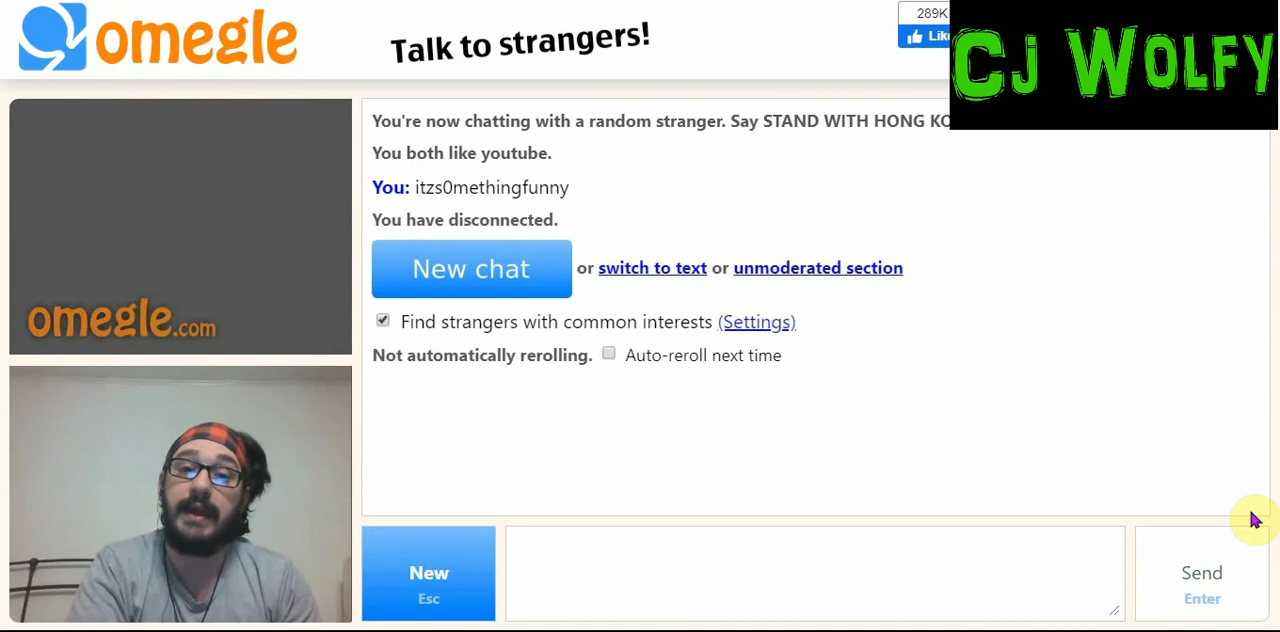 omegle
Talk to strangers!
289K
CJ WOLFY
You're now chatting with a random stranger. Say STAND WITH HONG
You both like youtube.
You: itzs0methingfunny
You have disconnected.
New chat or switch to text or unmoderated section
Find strangers with common interests (Settings)
Not automatically rerolling. Auto-reroll next time
omegle.com
New
Esc
Send
Enter